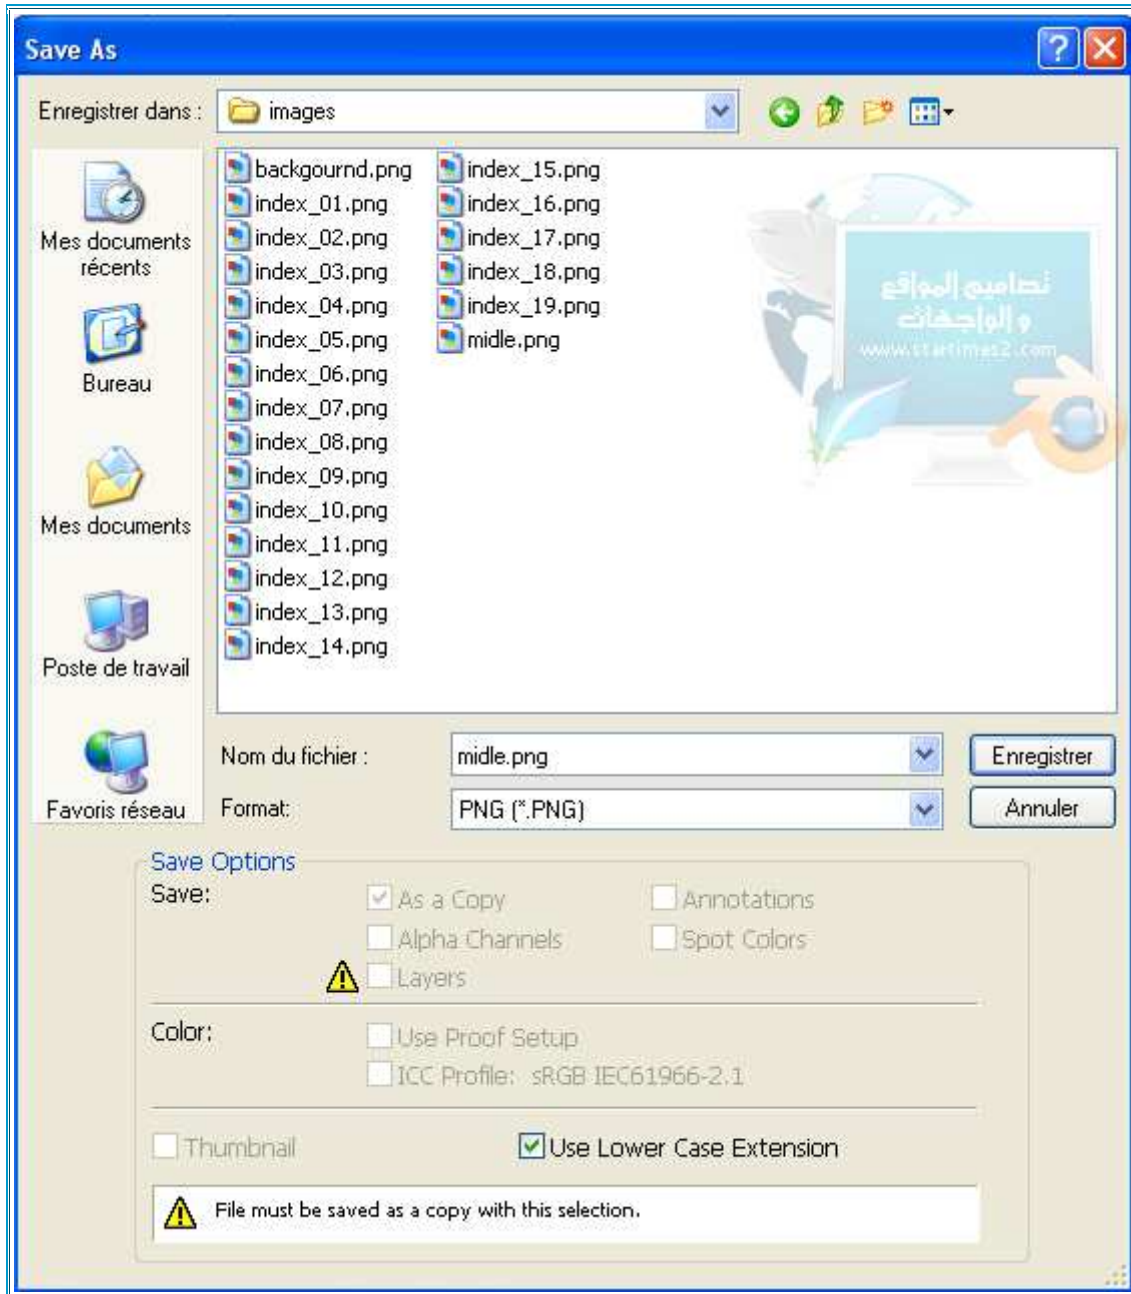 Save As
Enregistrer dans :
images
Mes documents
récents
Bureau
Mes documents
Poste de travail
Favoris réseau
backgournd.png
index_01.png
index_02.png
index_03.png
index_04.png
index_05.png
index_06.png
index_07.png
index_08.png
index_09.png
index_10.png
index_11.png
index_12.png
index_13.png
index_14.png
index_15.png
index_16.png
index_17.png
index_18.png
index_19.png
midle.png
تصاميم المواقع
و الواجهات
www.startimes2.com
Nom du fichier :
midle.png
Enregistrer
Format:
PNG (*.PNG)
Annuler
Save Options
Save:
As a Copy
Annotations
Alpha Channels
Spot Colors
Layers
Color:
Use Proof Setup
ICC Profile: sRGB IEC61966-2.1
Thumbnail
Use Lower Case Extension
File must be saved as a copy with this selection.